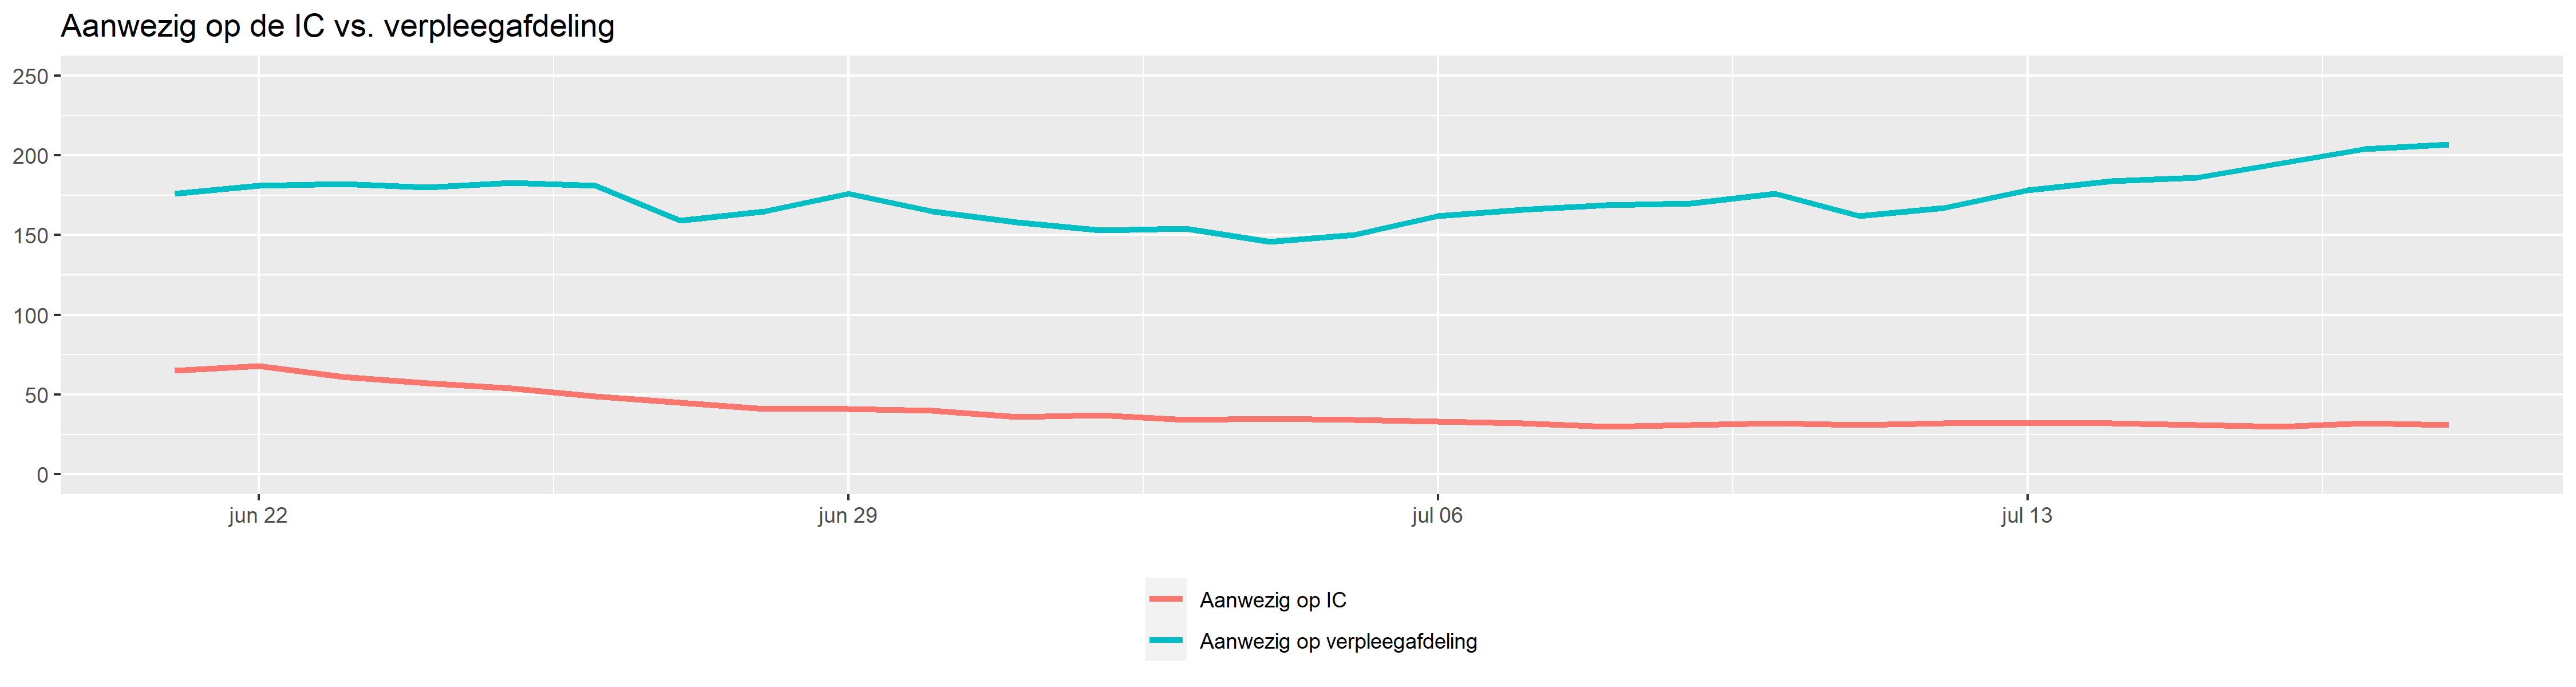 Aanwezig op de IC vs. verpleegafdeling
250
200
150
100
50
0
jun 22 jun 29 jul 06 jul 13
Aanwezig op IC
Aanwezig op verpleegafdeling